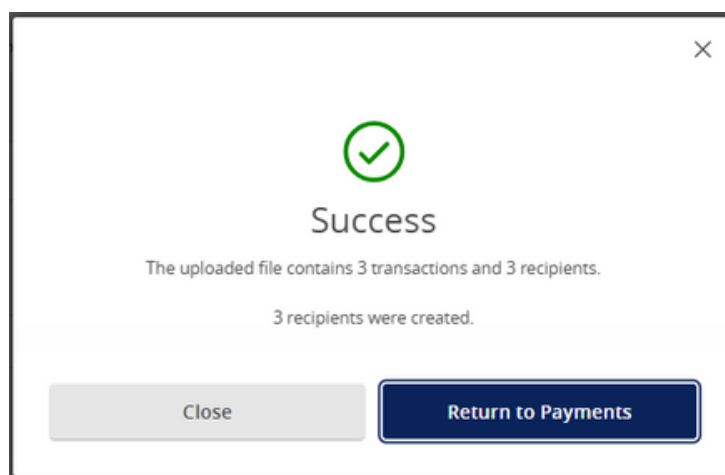 Success
The uploaded file contains 3 transactions and 3 recipients.
3 recipients were created.
Close
Return to Payments